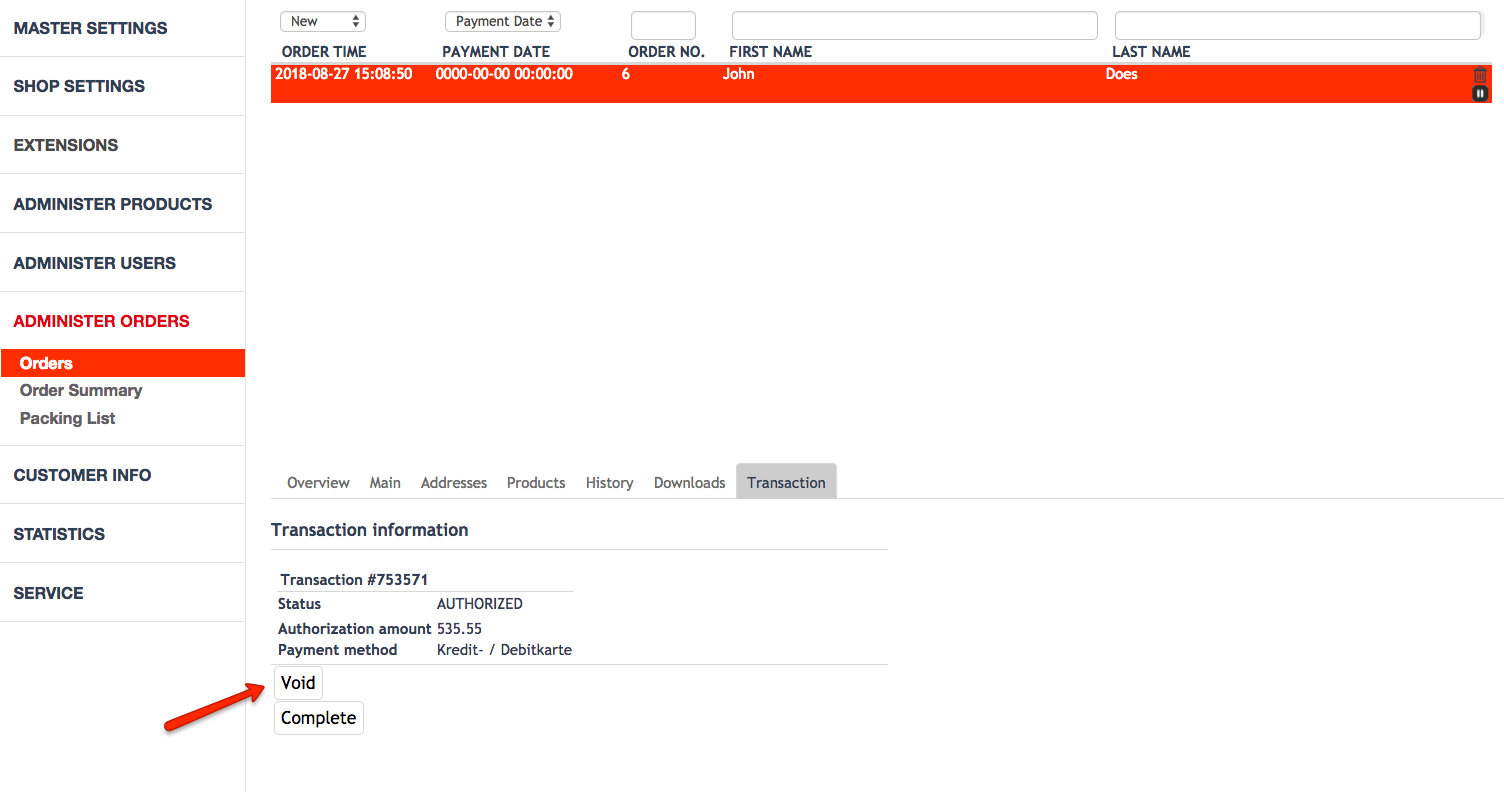 MASTER SETTINGS
SHOP SETTINGS
EXTENSIONS
ADMINISTER PRODUCTS
ADMINISTER USERS
ADMINISTER ORDERS
Orders
Order Summary
Packing List
CUSTOMER INFO
STATISTICS
SERVICE
New Payment Date
ORDER TIME PAYMENT DATE ORDER NO. FIRST NAME LAST NAME
2018-08-27 15:08:50 0000-00-00 00:00:00 6 John Does
Overview Main Addresses Products History Downloads Transaction
Transaction information
Transaction #753571
Status AUTHORIZED
Authorization amount 535.55
Payment method Kredit- / Debitkarte
Void
Complete